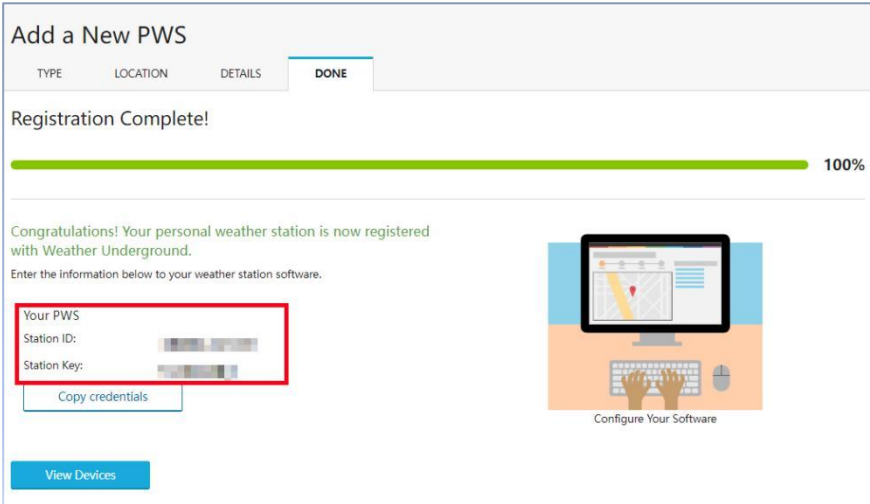 Add a New PWS
TYPE LOCATION DETAILS DONE
Registration Complete!
100%
Congratulations! Your personal weather station is now registered
with Weather Underground.
Enter the information below to your weather station software.
Your PWS
Station ID:
Station Key:
Copy credentials
Configure Your Software
View Devices